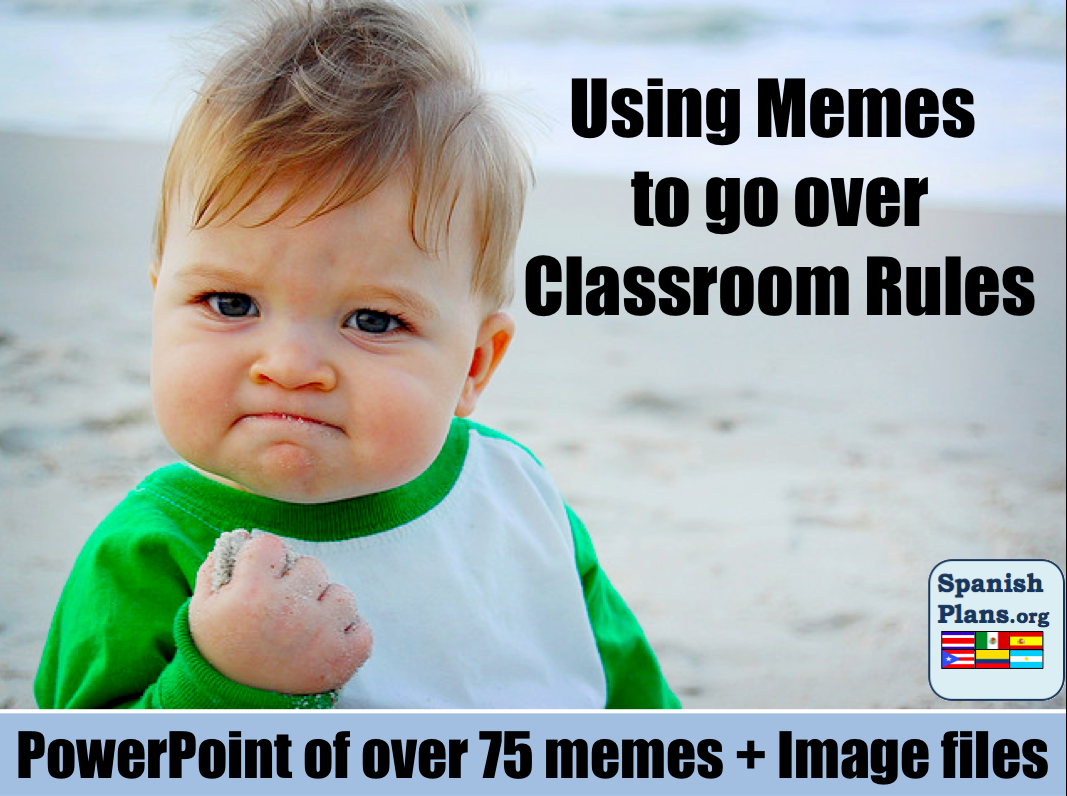 Using Memes
to go over
Classroom Rules
Spanish
Plans.org
PowerPoint of over 75 memes + Image files